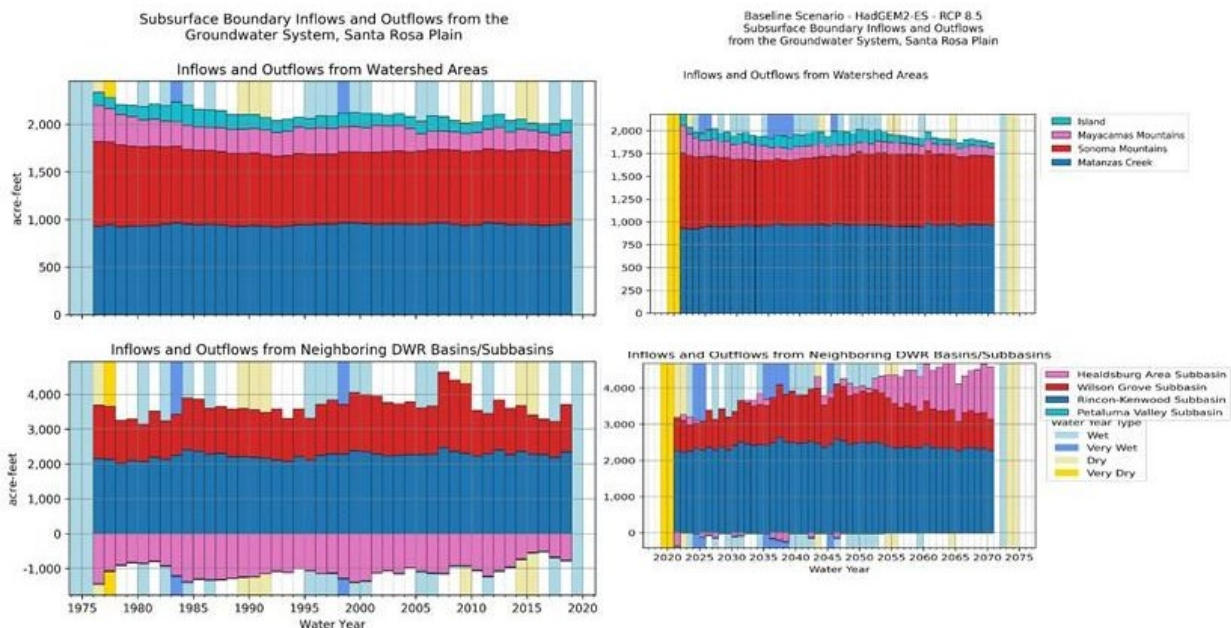 Subsurface Boundary Inflows and Outflows from the
Groundwater System, Santa Rosa Plain
Inflows and Outflows from Watershed Areas
2,000
1,500
1,000
500
0
acre-feet
Inflows and Outflows from Neighboring DWR Basins/Subbasins
4,000
3,000
2,000
1,000
0
-1,000
acre-feet
1975 1980 1985 1990 1995 2000 2005 2010 2015 2020
Water Year
Baseline Scenario - HadGEM2-ES - RCP 8.5
Subsurface Boundary Inflows and Outflows
from the Groundwater System, Santa Rosa Plain
Inflows and Outflows from Watershed Areas
2,000
1,750
1,500
1,250
1,000
750
500
250
0
Island
Mayacamas Mountains
Sonoma Mountains
Matanzas Creek
Inflows and Outflows from Neighboring DWR Basins/Subbasins
4,000
3,000
2,000
1,000
0
2020 2025 2030 2035 2040 2045 2050 2055 2060 2065 2070 2075
Water Year
Healdsburg Area Subbasin
Wilson Grove Subbasin
Rincon-Kenwood Subbasin
Petaluma Valley Subbasin
Water Year Type
Wet
Very Wet
Dry
Very Dry